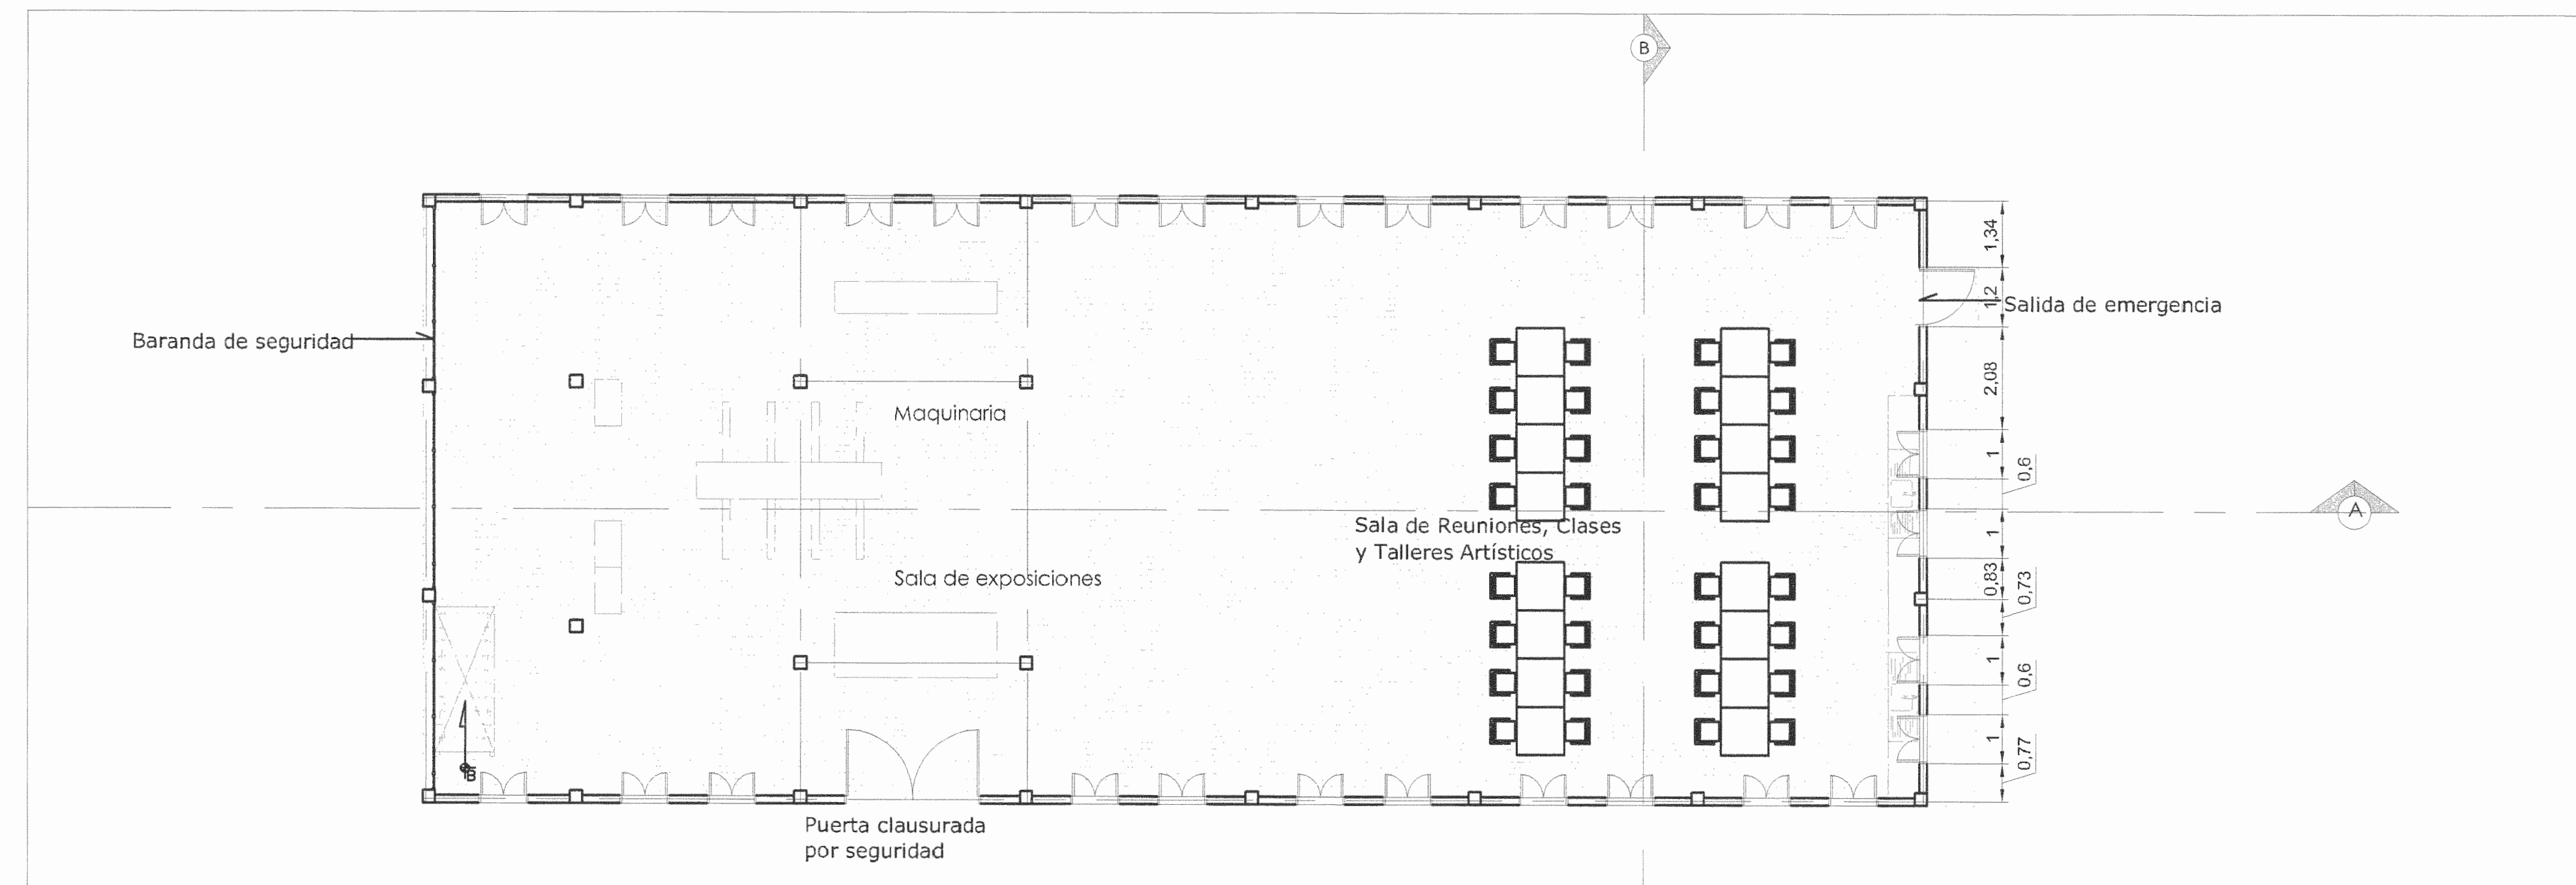 B
1,34
1,2
Salida de emergencia
Baranda de seguridad
2,08
Maquinaria
1
0,6
A
Sala de Reuniones, Clases
y Talleres Artísticos
1
Sala de exposiciones
0,83
0,73
1
0,6
1
0,77
B
Puerta clausurada
por seguridad